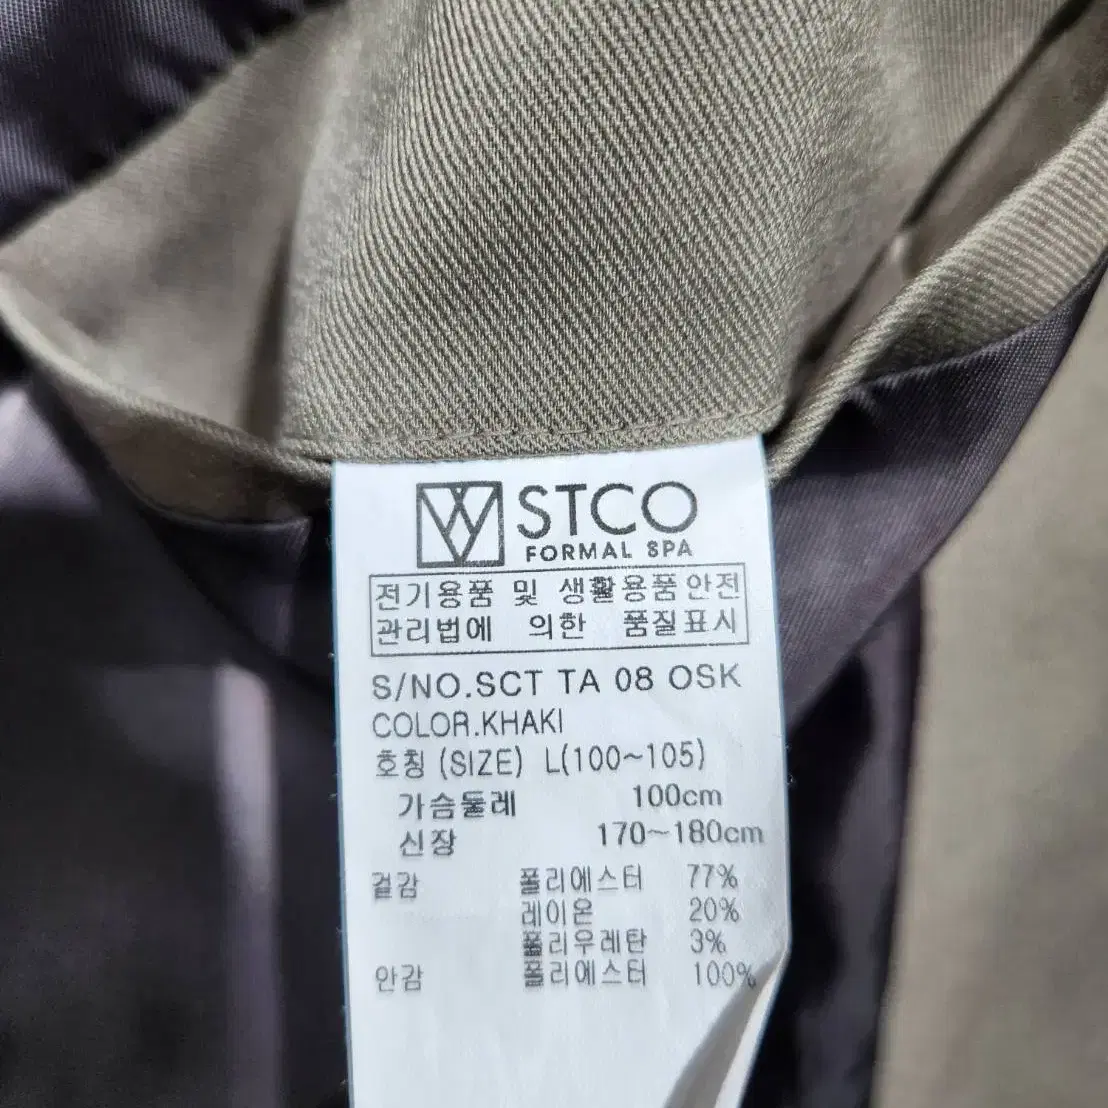 STCO
FORMAL SPA
전기용품 및 생활용품안전
관리법에 의한 품질표시
S/NO.SCT TA 08 OSK
COLOR.KHAKI
호칭 (SIZE) L(100~105)
가슴둘레 100cm
신장 170~180cm
겉감 폴리에스터 77%
레이온 20%
폴리우레탄 3%
안감 폴리에스터 100%